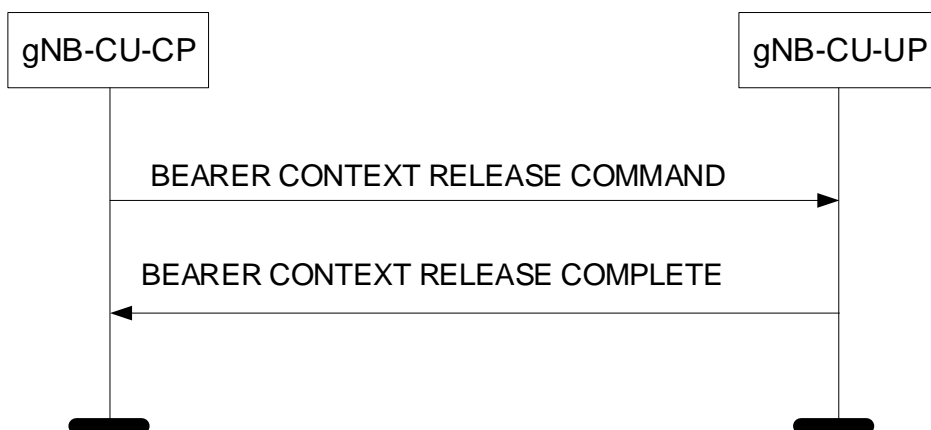 gNB-CU-CP
gNB-CU-UP
BEARER CONTEXT RELEASE COMMAND
BEARER CONTEXT RELEASE COMPLETE